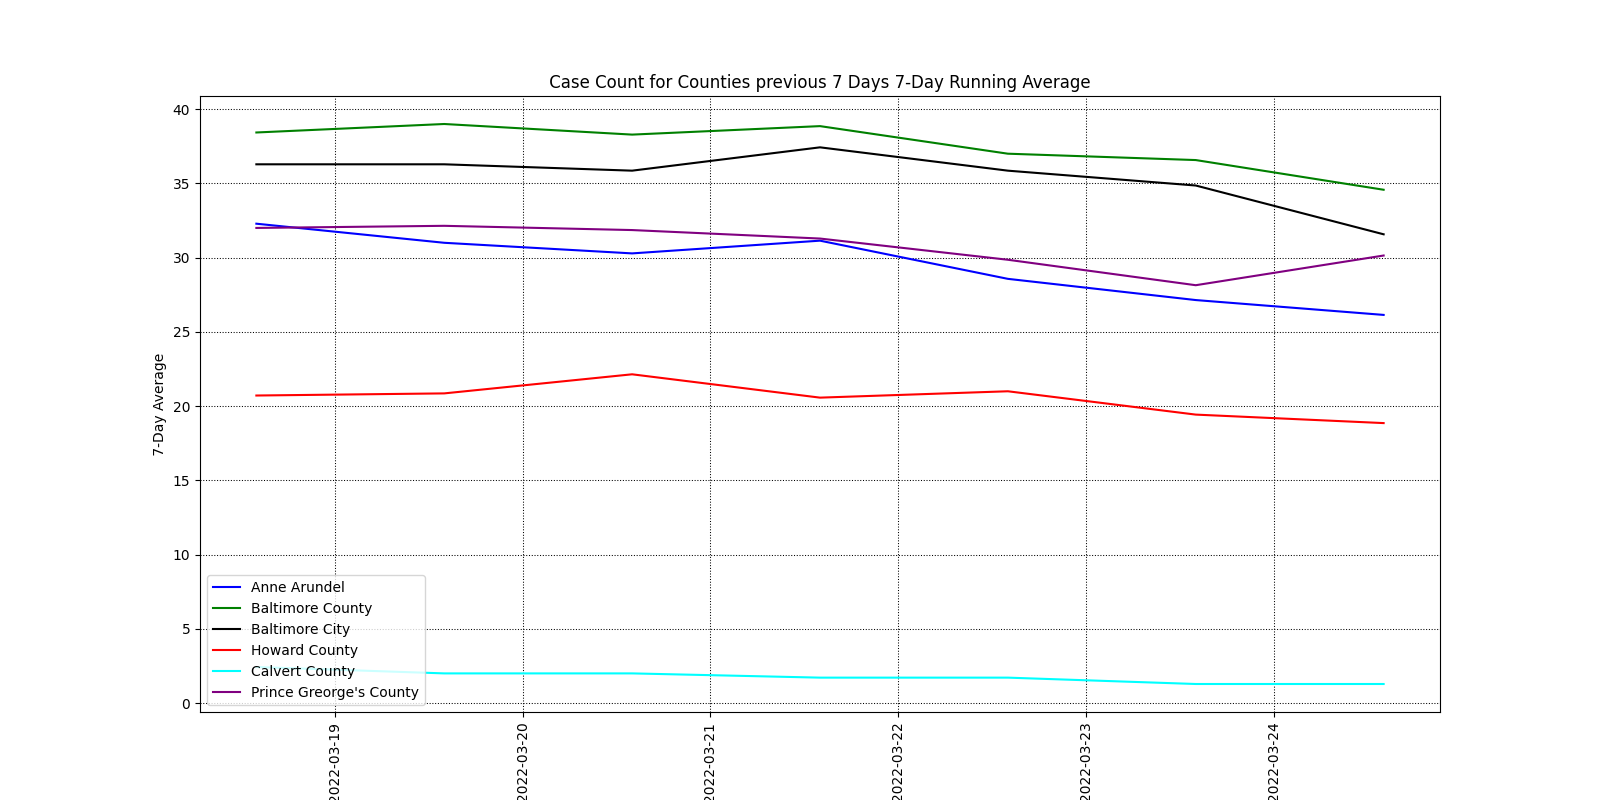 Case Count for Counties previous 7 Days 7-Day Running Average
7-Day Average
40
35
30
25
20
15
10
5
0
Anne Arundel
Baltimore County
Baltimore City
Howard County
Calvert County
Prince Greorge's County
2022-03-19
2022-03-20
2022-03-21
2022-03-22
2022-03-23
2022-03-24